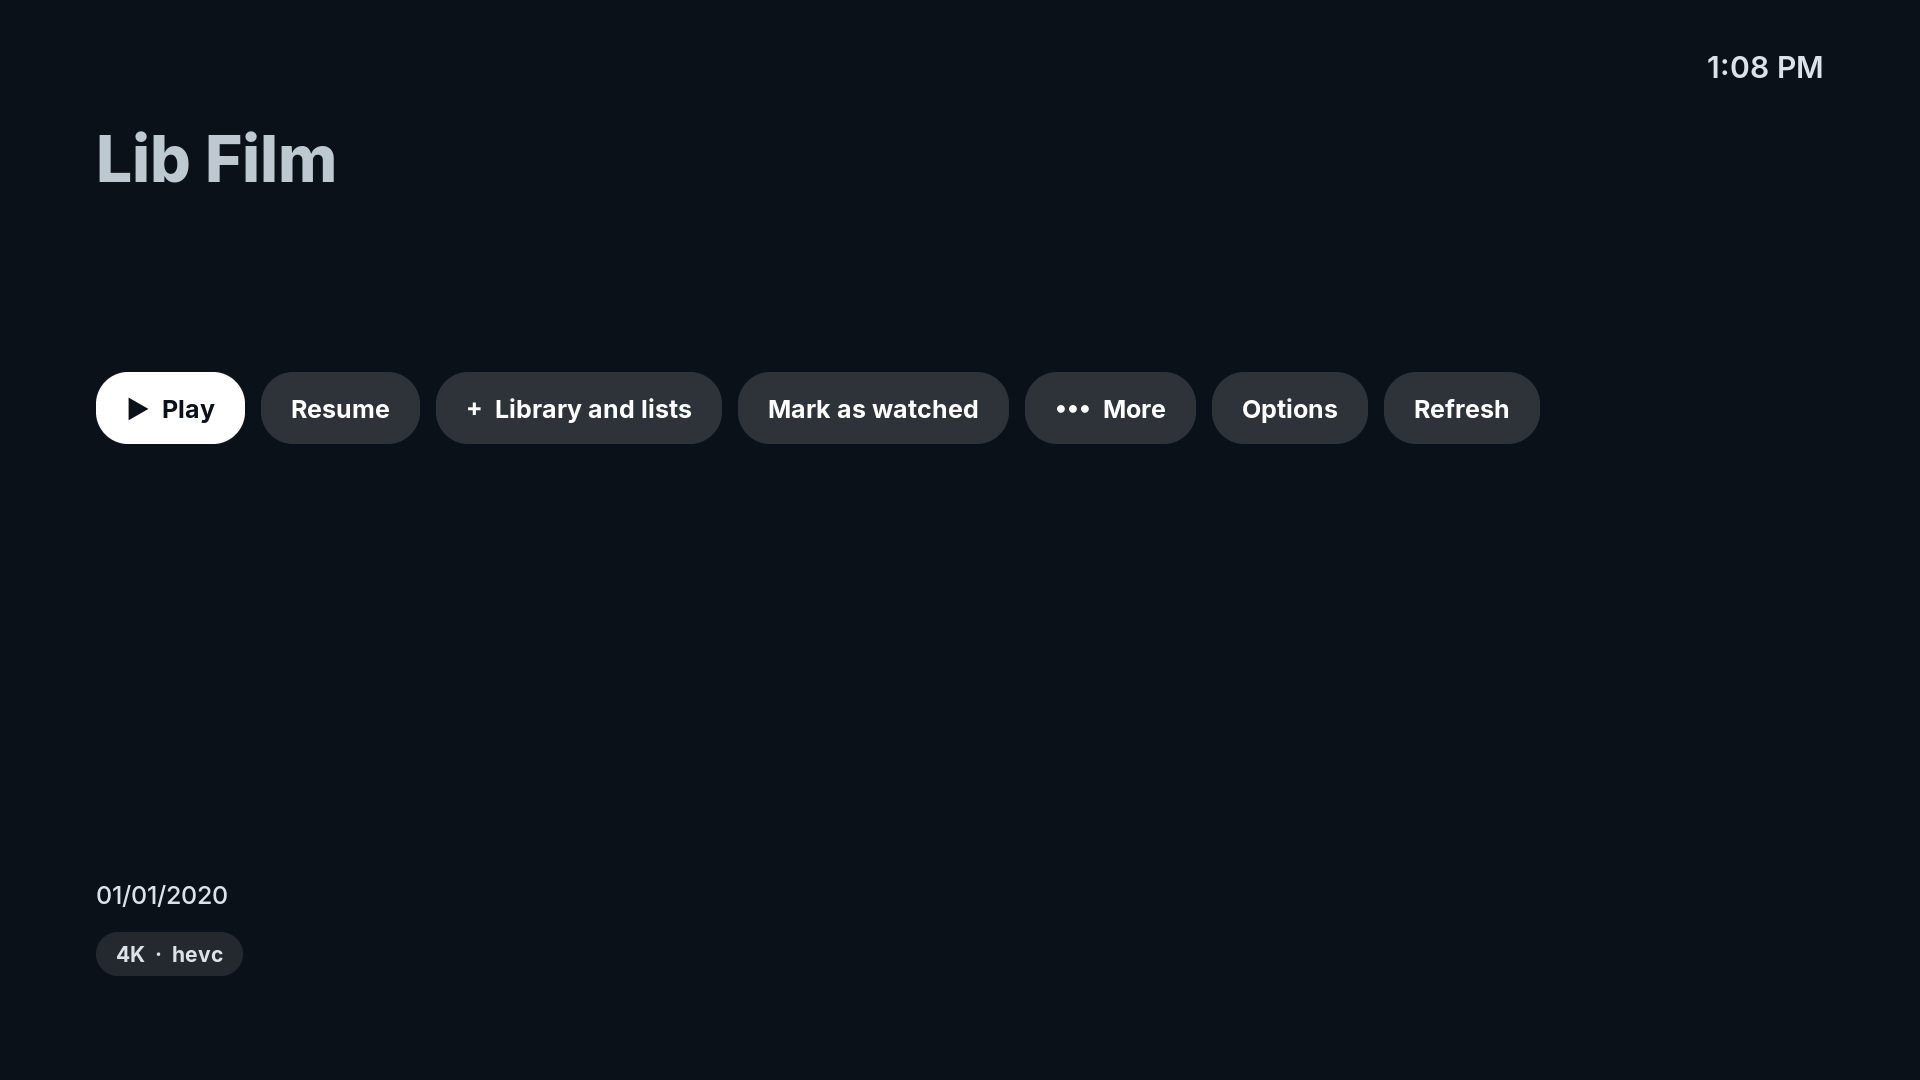 1:08 PM
Lib Film
Play
Resume
+ Library and lists
Mark as watched
••• More
Options
Refresh
01/01/2020
4K · hevc